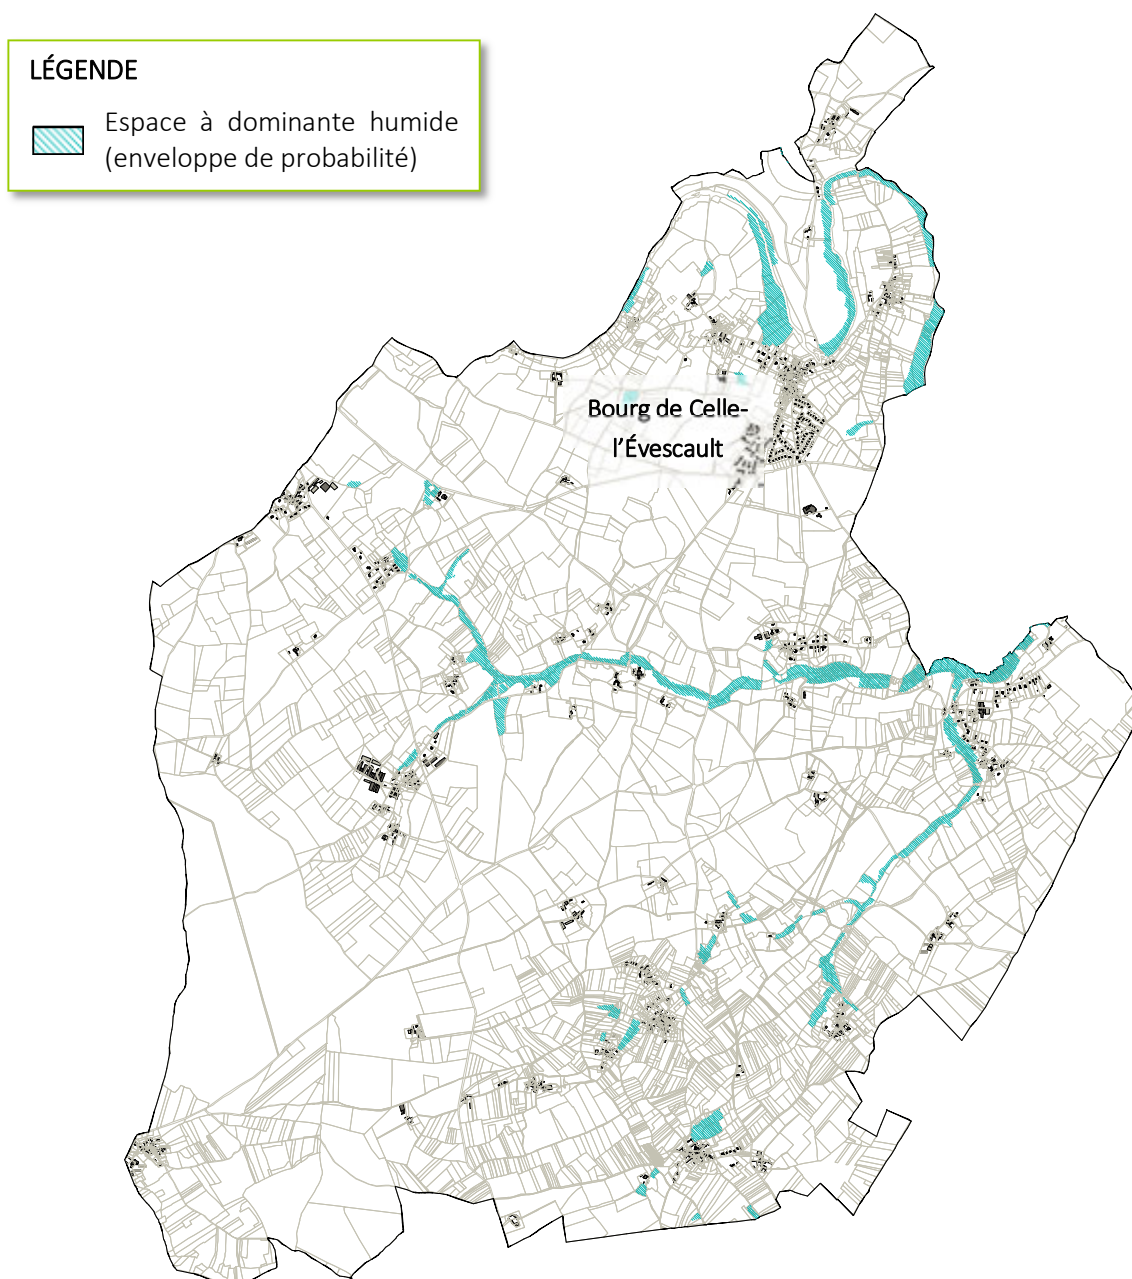 LÉGENDE
Espace à dominante humide
(enveloppe de probabilité)
Bourg de Celle-
l'Évescault